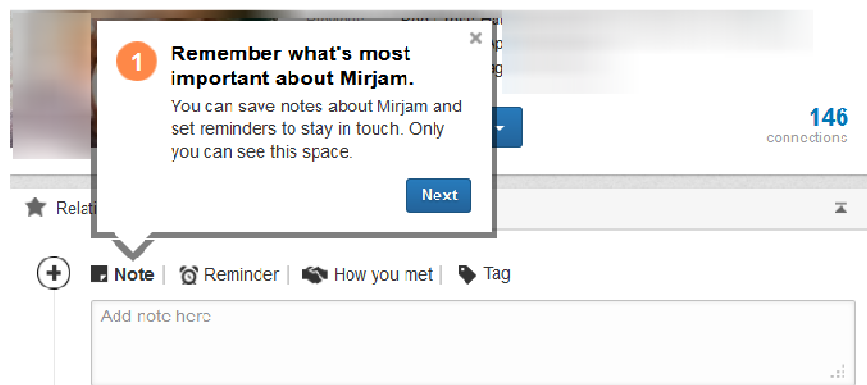 1
Remember what's most
important about Mirjam.
You can save notes about Mirjam and
set reminders to stay in touch. Only
you can see this space.
Next
146
connections
Relati
Note
Reminder
How you met
Tag
Add note here